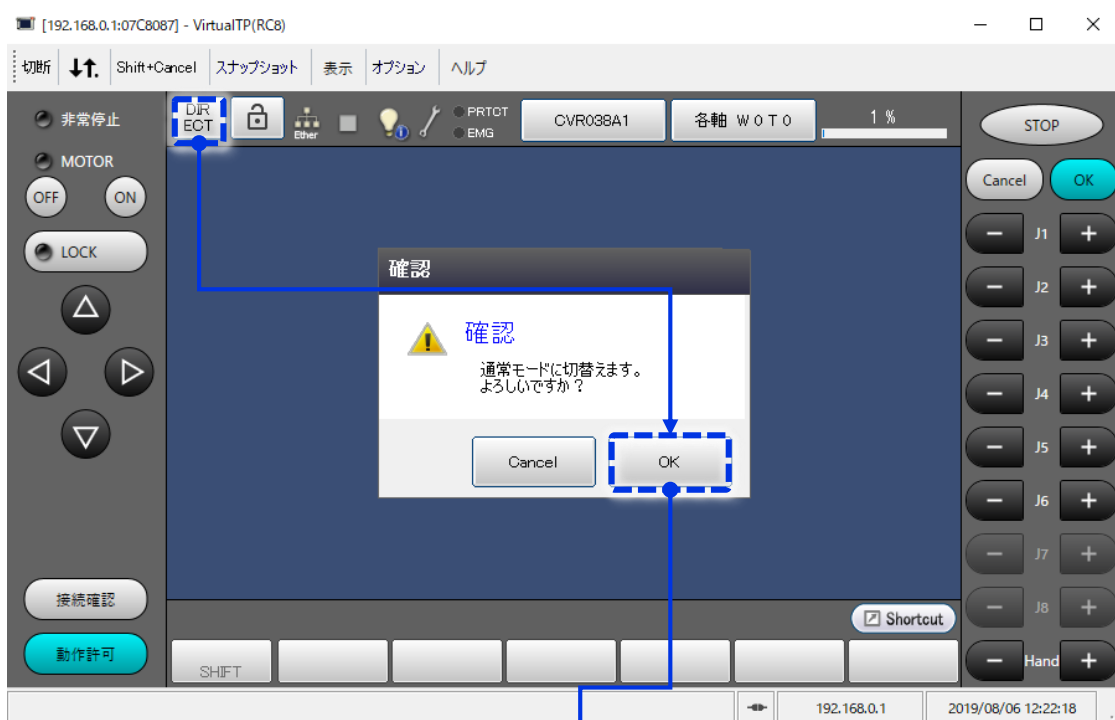 [192.168.0.1:07C8087] - VirtualTP(RC8)
切断 Shift+Cancel スナップショット 表示 オプション ヘルプ
非常停止
MOTOR
OFF ON
LOCK
接続確認
動作許可
DIR
ECT
Ether
PRTCT
EMG
CVR038A1
各軸 W 0 T 0
1 %
確認
確認
通常モードに切替えます。
よろしいですか？
Cancel OK
Shortcut
SHIFT
STOP
Cancel OK
J1
J2
J3
J4
J5
J6
J7
J8
Hand
192.168.0.1 2019/08/06 12:22:18